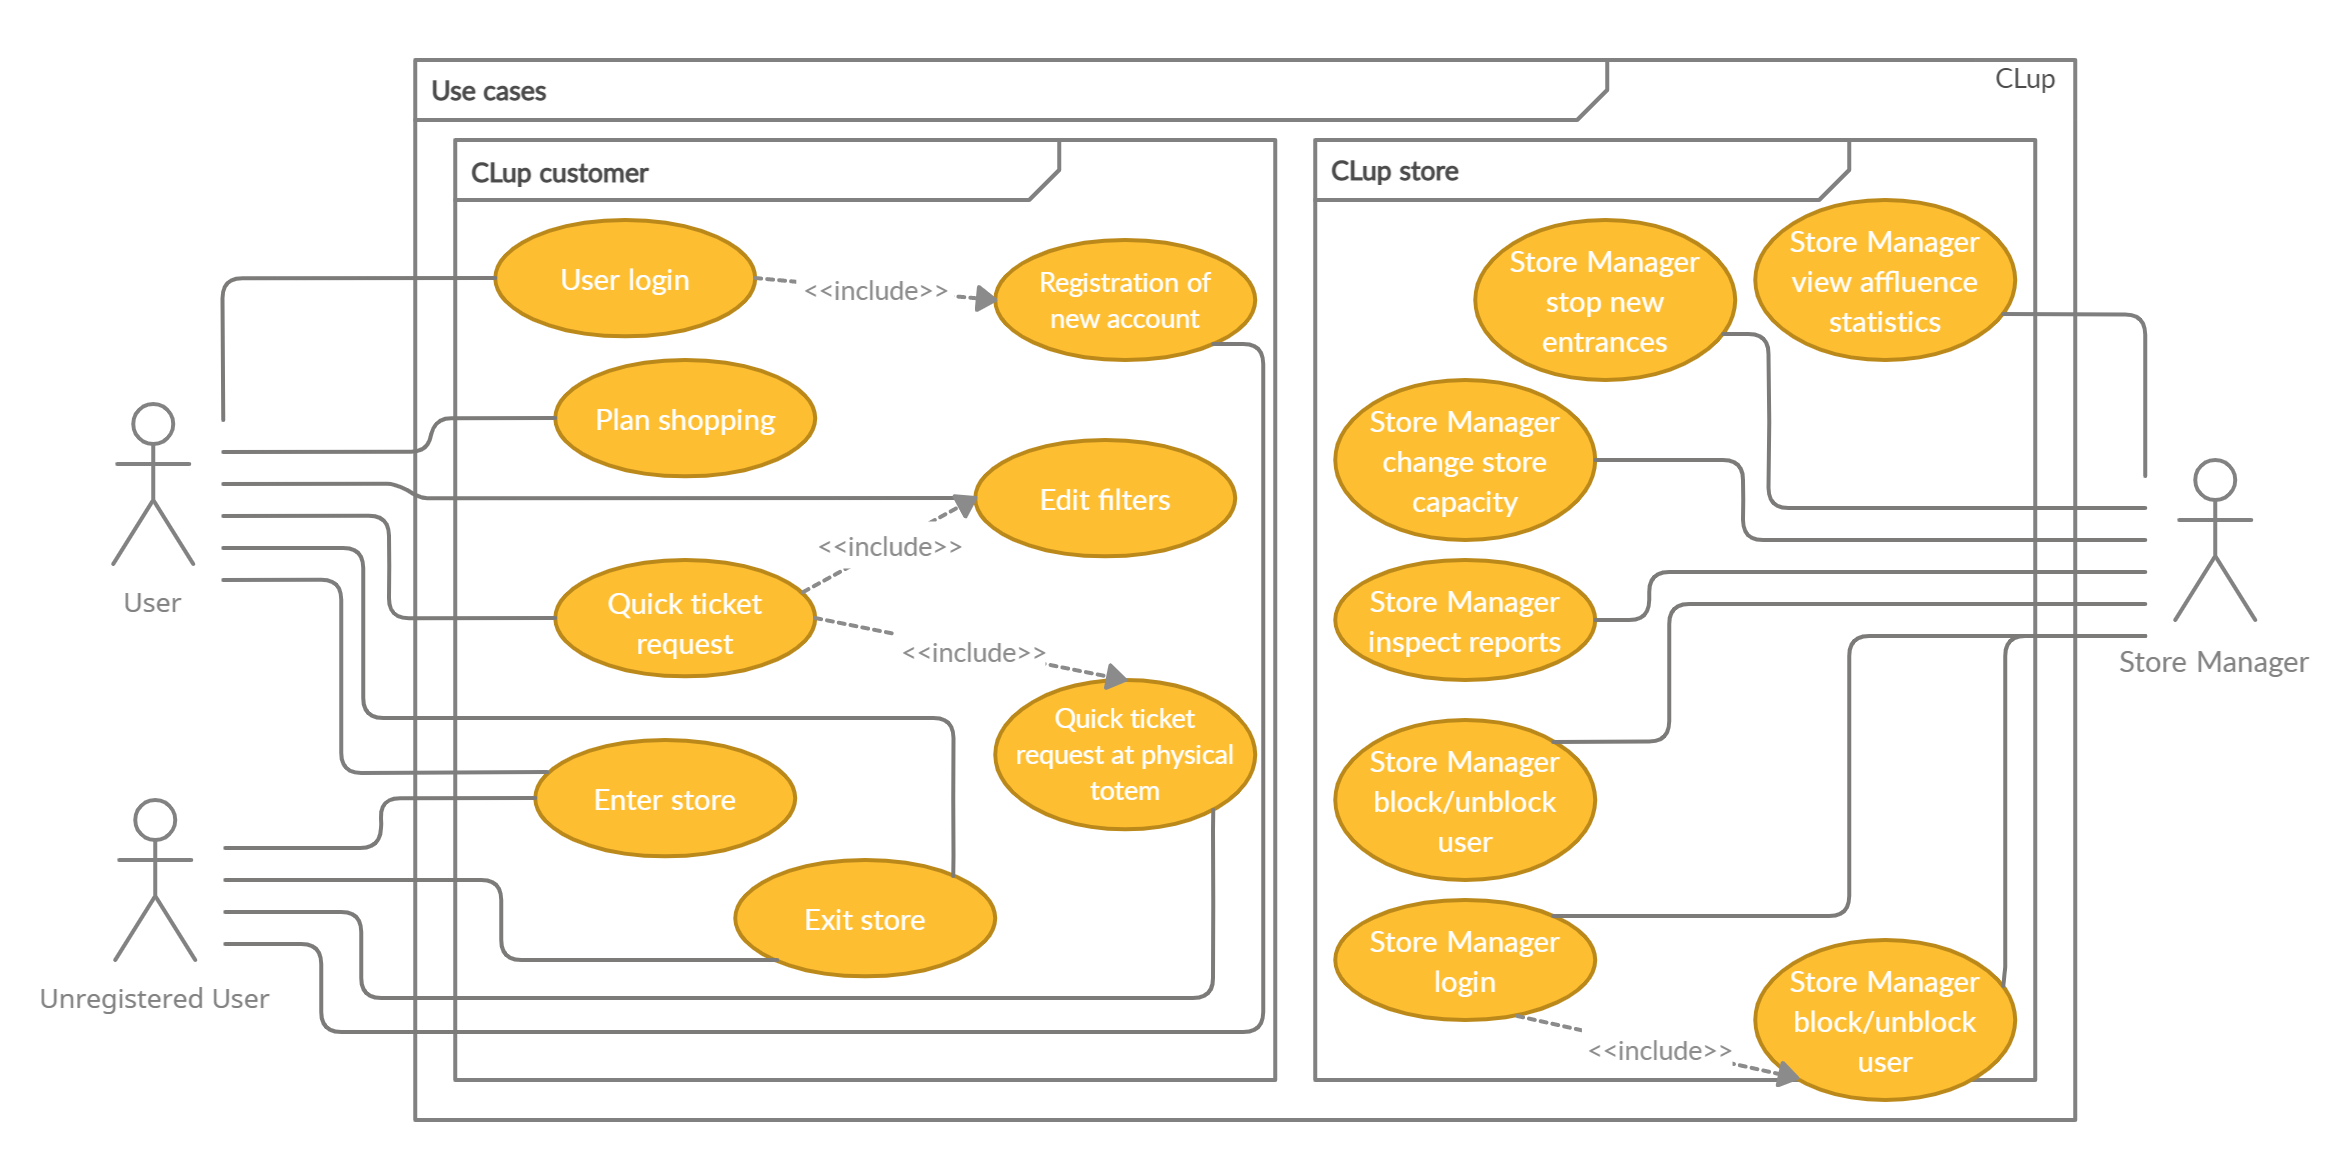 Use cases
CLup
CLup customer
CLup store
User login
<<include>>
Registration of
new account
Plan shopping
Edit filters
<<include>>
Quick ticket
request
<<include>>
Quick ticket
request at physical
totem
Enter store
Exit store
User
Unregistered User
Store Manager
stop new
entrances
Store Manager
view affluence
statistics
Store Manager
change store
capacity
Store Manager
inspect reports
Store Manager
block/unblock
user
Store Manager
login
<<include>>
Store Manager
block/unblock
user
Store Manager